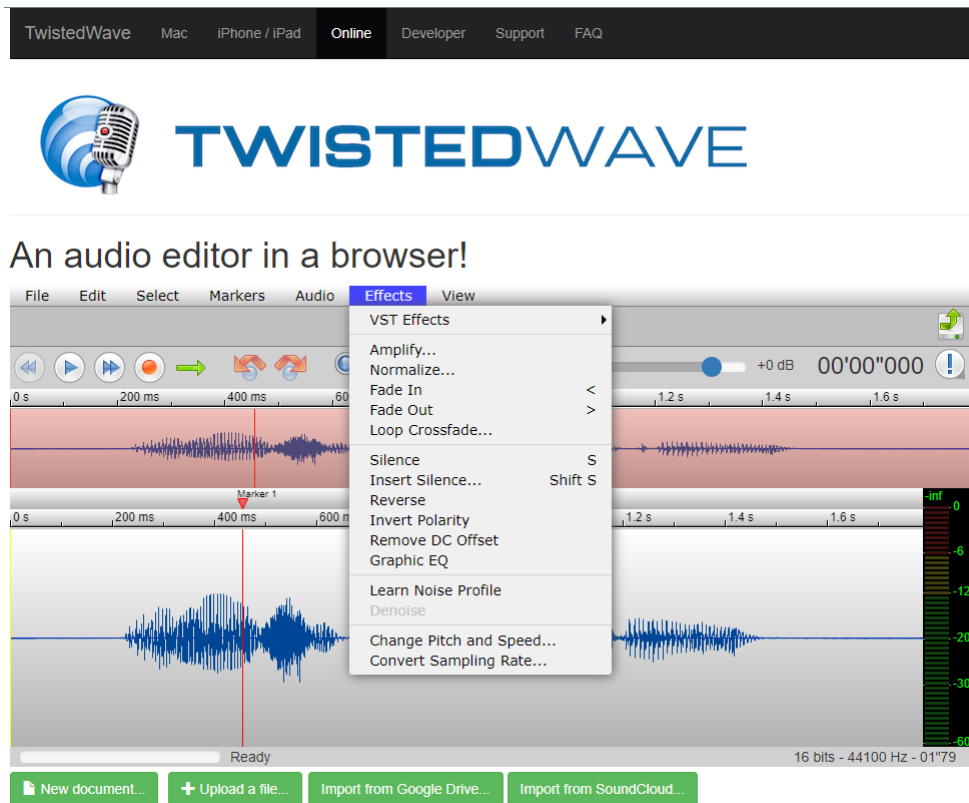 TwistedWave Mac iPhone / iPad Online Developer Support FAQ
TWISTEDWAVE
An audio editor in a browser!
File Edit Select Markers Audio Effects View
VST Effects
Amplify...
Normalize...
Fade In <
Fade Out >
Loop Crossfade...
Silence S
Insert Silence... Shift S
Reverse
Invert Polarity
Remove DC Offset
Graphic EQ
Learn Noise Profile
Denoise
Change Pitch and Speed...
Convert Sampling Rate...
+0 dB 00'00"000
0 s 200 ms 400 ms 1.2 s 1.4 s 1.6 s
Marker 1
0 s 200 ms 400 ms 1.2 s 1.4 s 1.6 s
-inf
0
-6
-12
-20
-30
-60
Ready 16 bits - 44100 Hz - 01"79
New document... Upload a file... Import from Google Drive... Import from SoundCloud...